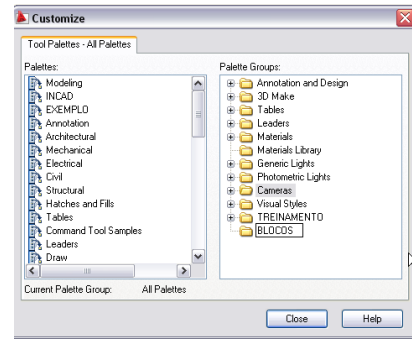 Customize
Tool Palettes - All Palettes
Palettes:
Modeling
INCAD
EXEMPLO
Annotation
Architectural
Mechanical
Electrical
Civil
Structural
Hatches and Fills
Tables
Command Tool Samples
Leaders
Draw
Palette Groups:
Annotation and Design
3D Make
Tables
Leaders
Materials
Materials Library
Generic Lights
Photometric Lights
Cameras
Visual Styles
TREINAMENTO
BLOCOS
Current Palette Group: All Palettes
Close Help